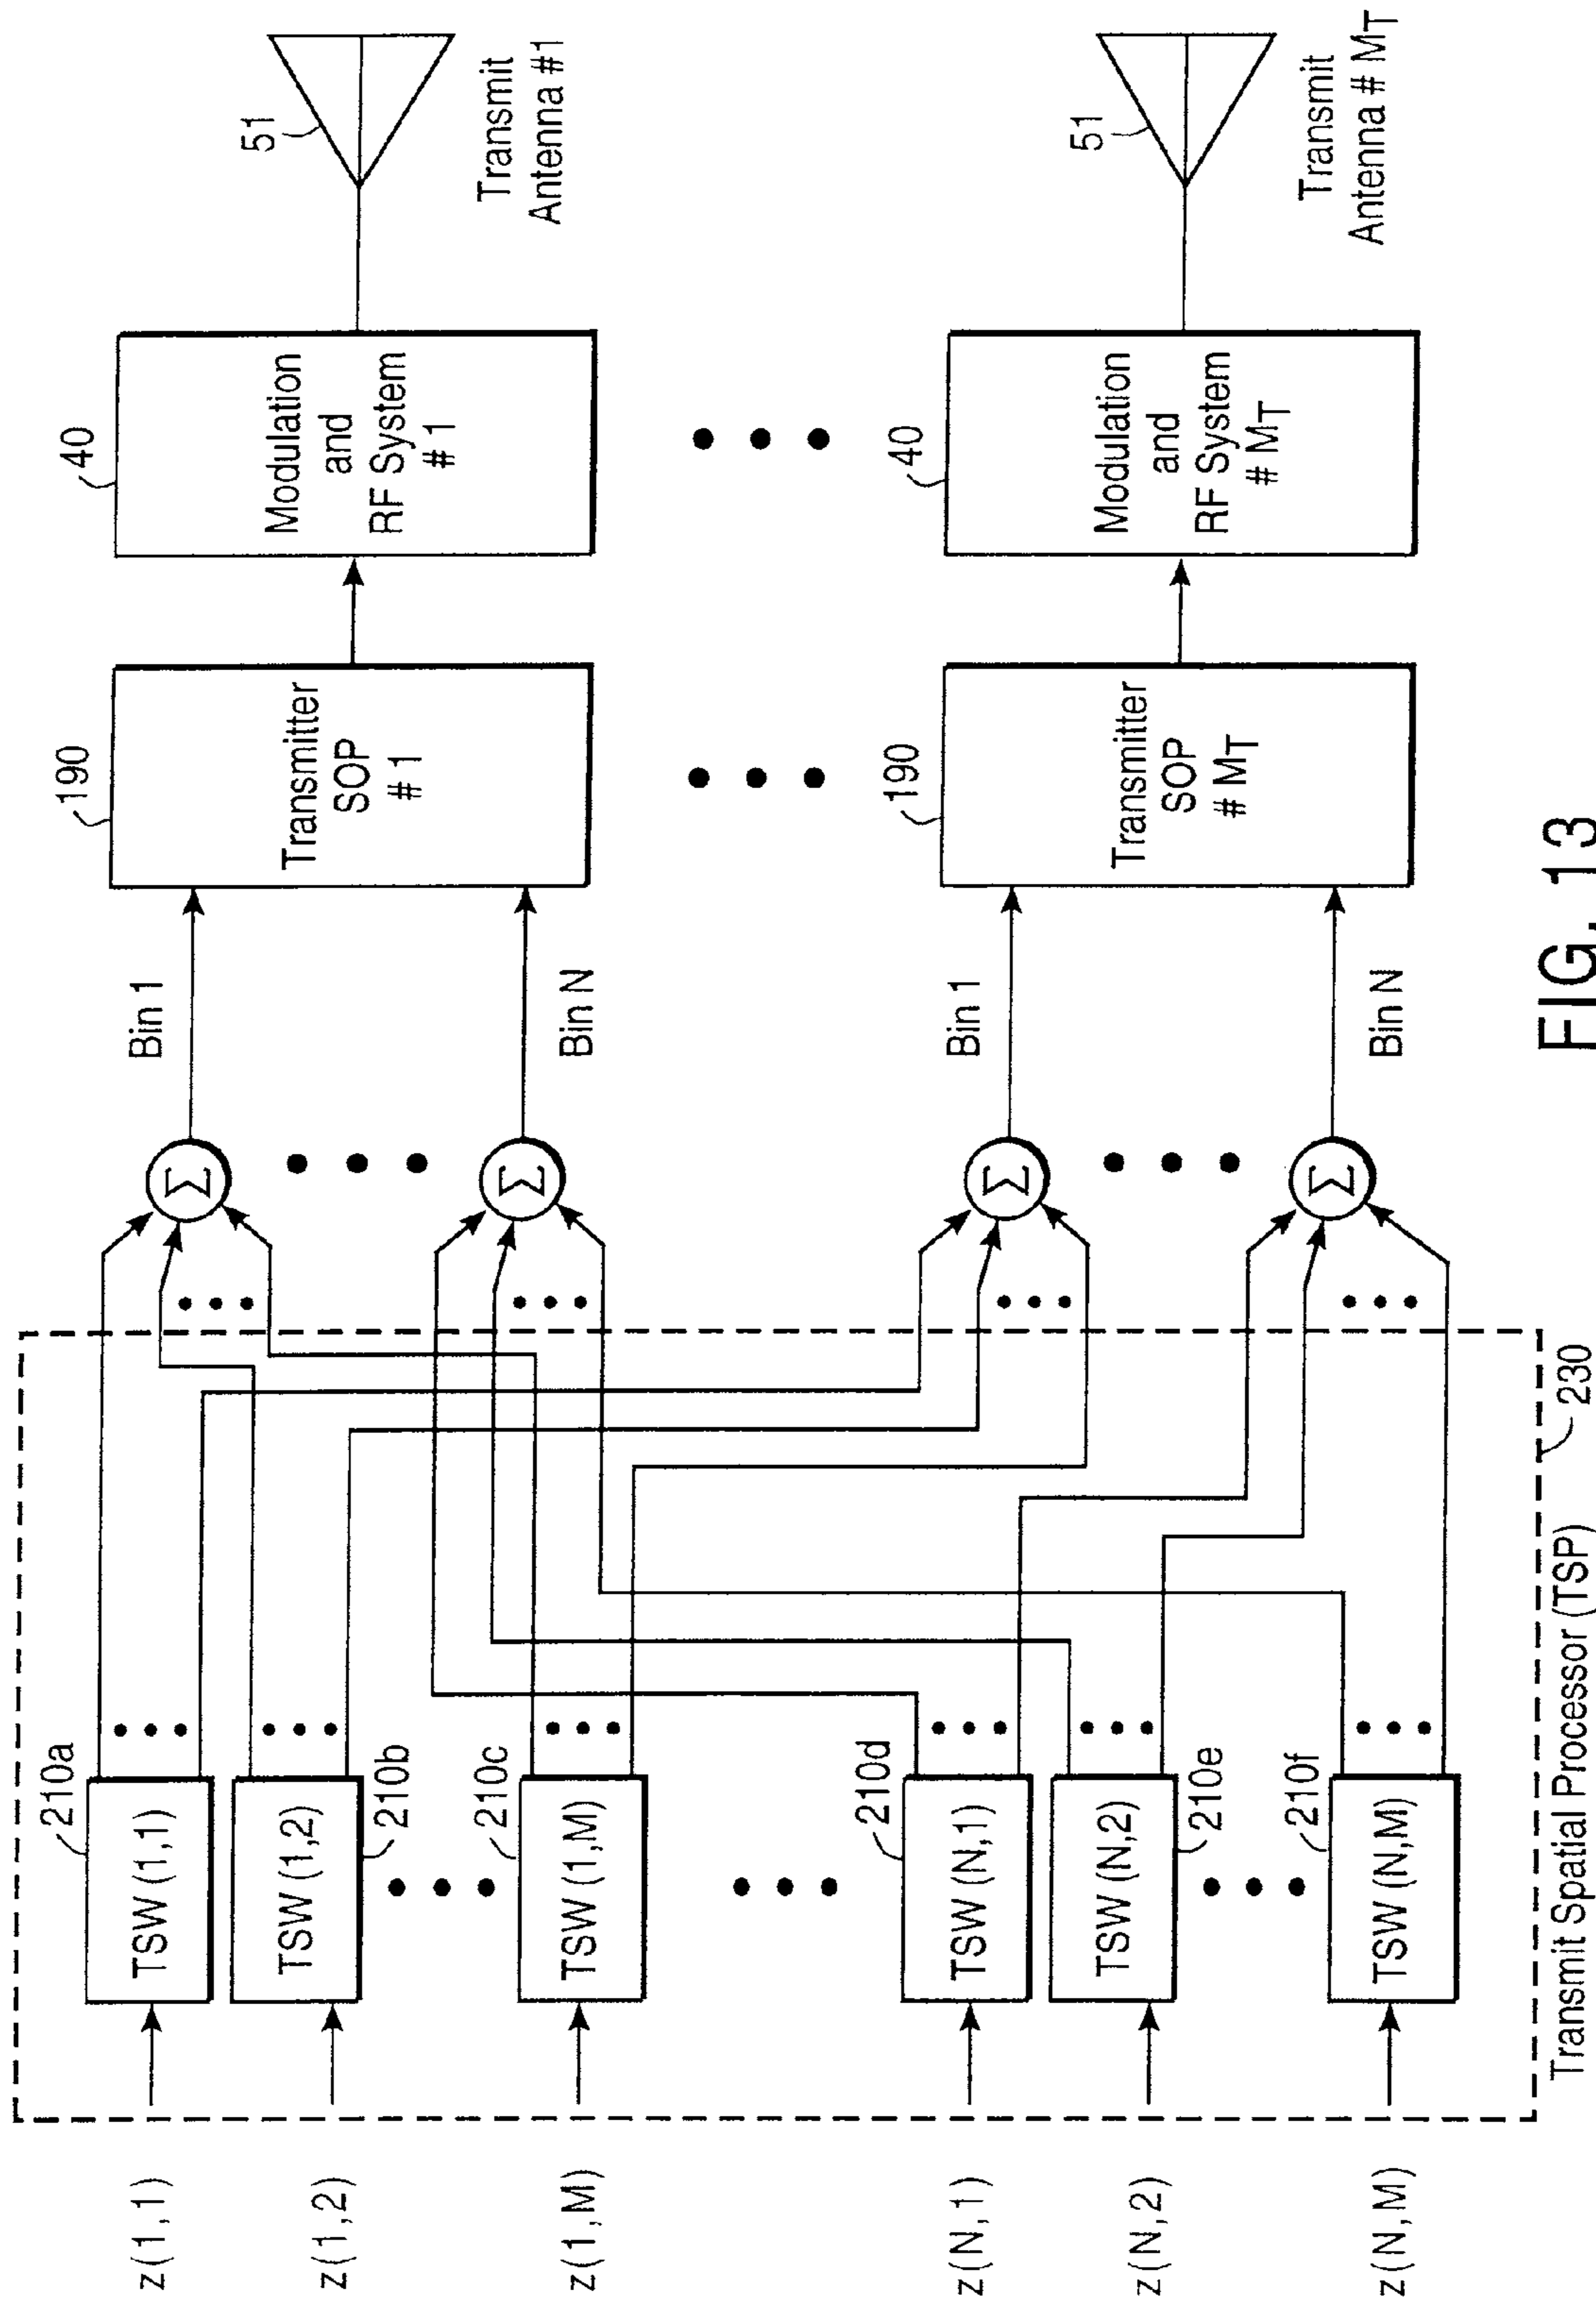 z(1,1)
z(1,2)
z(1,M)
z(N,1)
z(N,2)
z(N,M)
TSW (1,1)
210a
TSW (1,2)
210b
TSW (1,M)
210c
TSW (N,1)
210d
TSW (N,2)
210e
TSW (N,M)
210f
Transmit Spatial Processor (TSP)
230
Σ
Σ
Σ
Σ
Bin 1
Bin N
Bin 1
Bin N
190
Transmitter
SOP
# 1
190
Transmitter
SOP
# MT
40
Modulation
and
RF System
# 1
40
Modulation
and
RF System
# MT
51
Transmit
Antenna #1
51
Transmit
Antenna # MT
FIG. 13